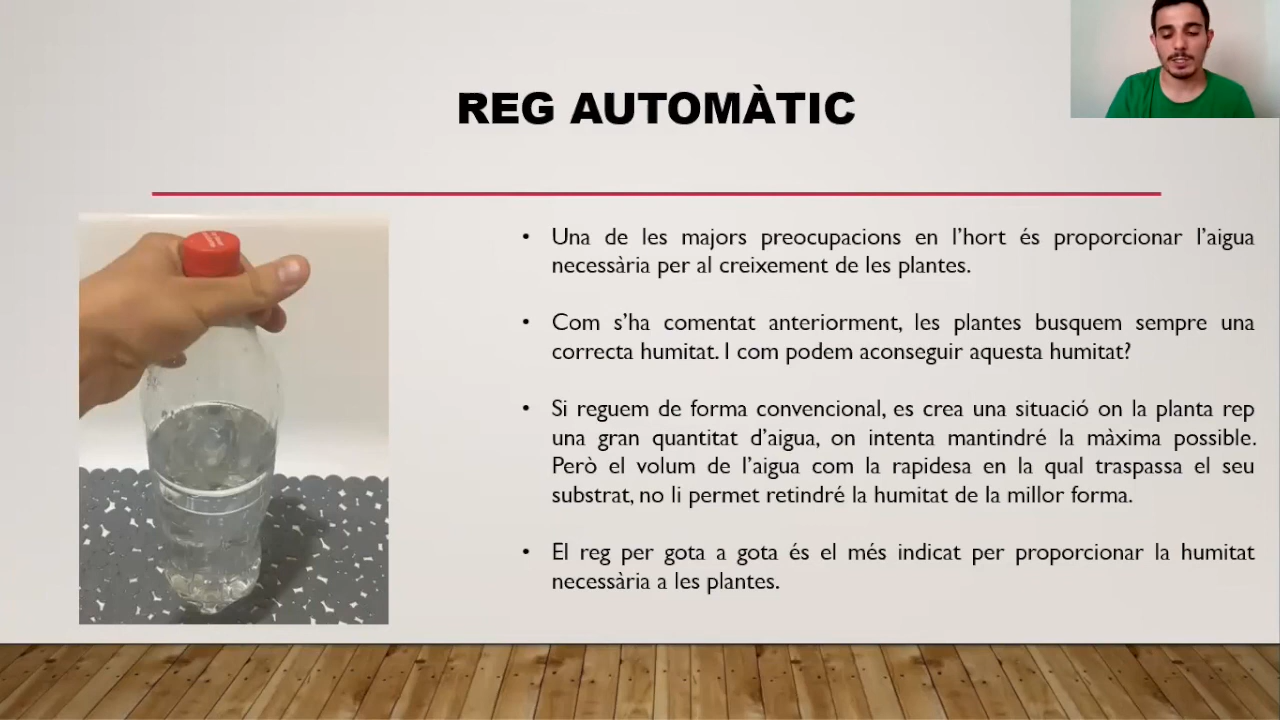 REG AUTOMÀTIC
• Una de les majors preocupacions en l’hort és proporcionar l’aigua
necessària per al creixement de les plantes.
• Com s’ha comentat anteriorment, les plantes busquem sempre una
correcta humitat. I com podem aconseguir aquesta humitat?
• Si reguem de forma convencional, es crea una situació on la planta rep
una gran quantitat d’aigua, on intenta mantindré la màxima possible.
Però el volum de l’aigua com la rapidesa en la qual traspassa el seu
substrat, no li permet retindré la humitat de la millor forma.
• El reg per gota a gota és el més indicat per proporcionar la humitat
necessària a les plantes.